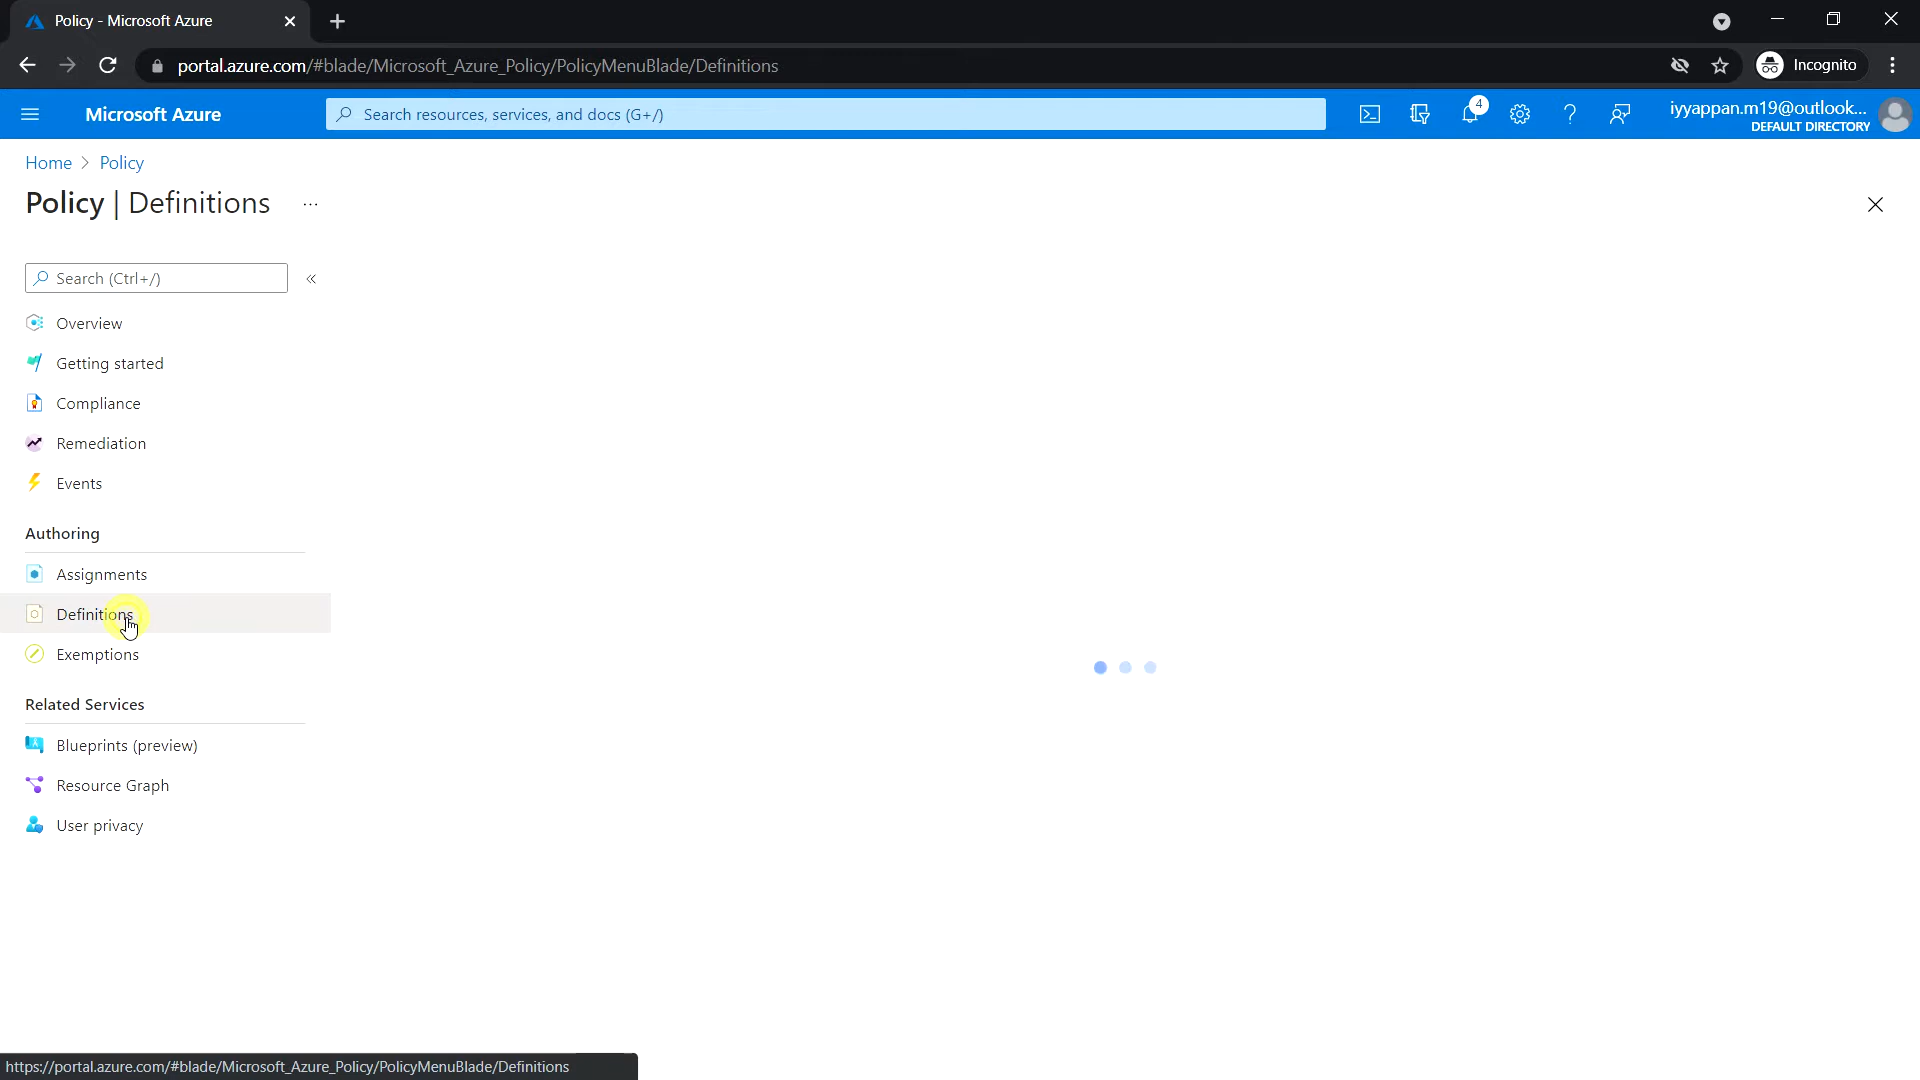 Policy - Microsoft Azure
portal.azure.com/#blade/Microsoft_Azure_Policy/PolicyMenuBlade/Definitions
Incognito
Microsoft Azure
Search resources, services, and docs (G+/)
4
iyyappan.m19@outlook...
DEFAULT DIRECTORY
Home > Policy
Policy | Definitions ...
Search (Ctrl+/)
Overview
Getting started
Compliance
Remediation
Events
Authoring
Assignments
Definitions
Exemptions
Related Services
Blueprints (preview)
Resource Graph
User privacy
https://portal.azure.com/#blade/Microsoft_Azure_Policy/PolicyMenuBlade/Definitions